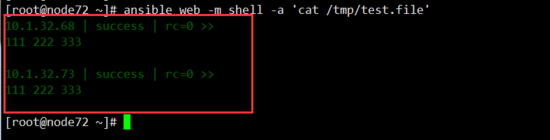 [root@node72 ~]# ansible web -m shell -a 'cat /tmp/test.file'
10.1.32.68 | success | rc=0 >>
111 222 333
10.1.32.73 | success | rc=0 >>
111 222 333
[root@node72 ~]#